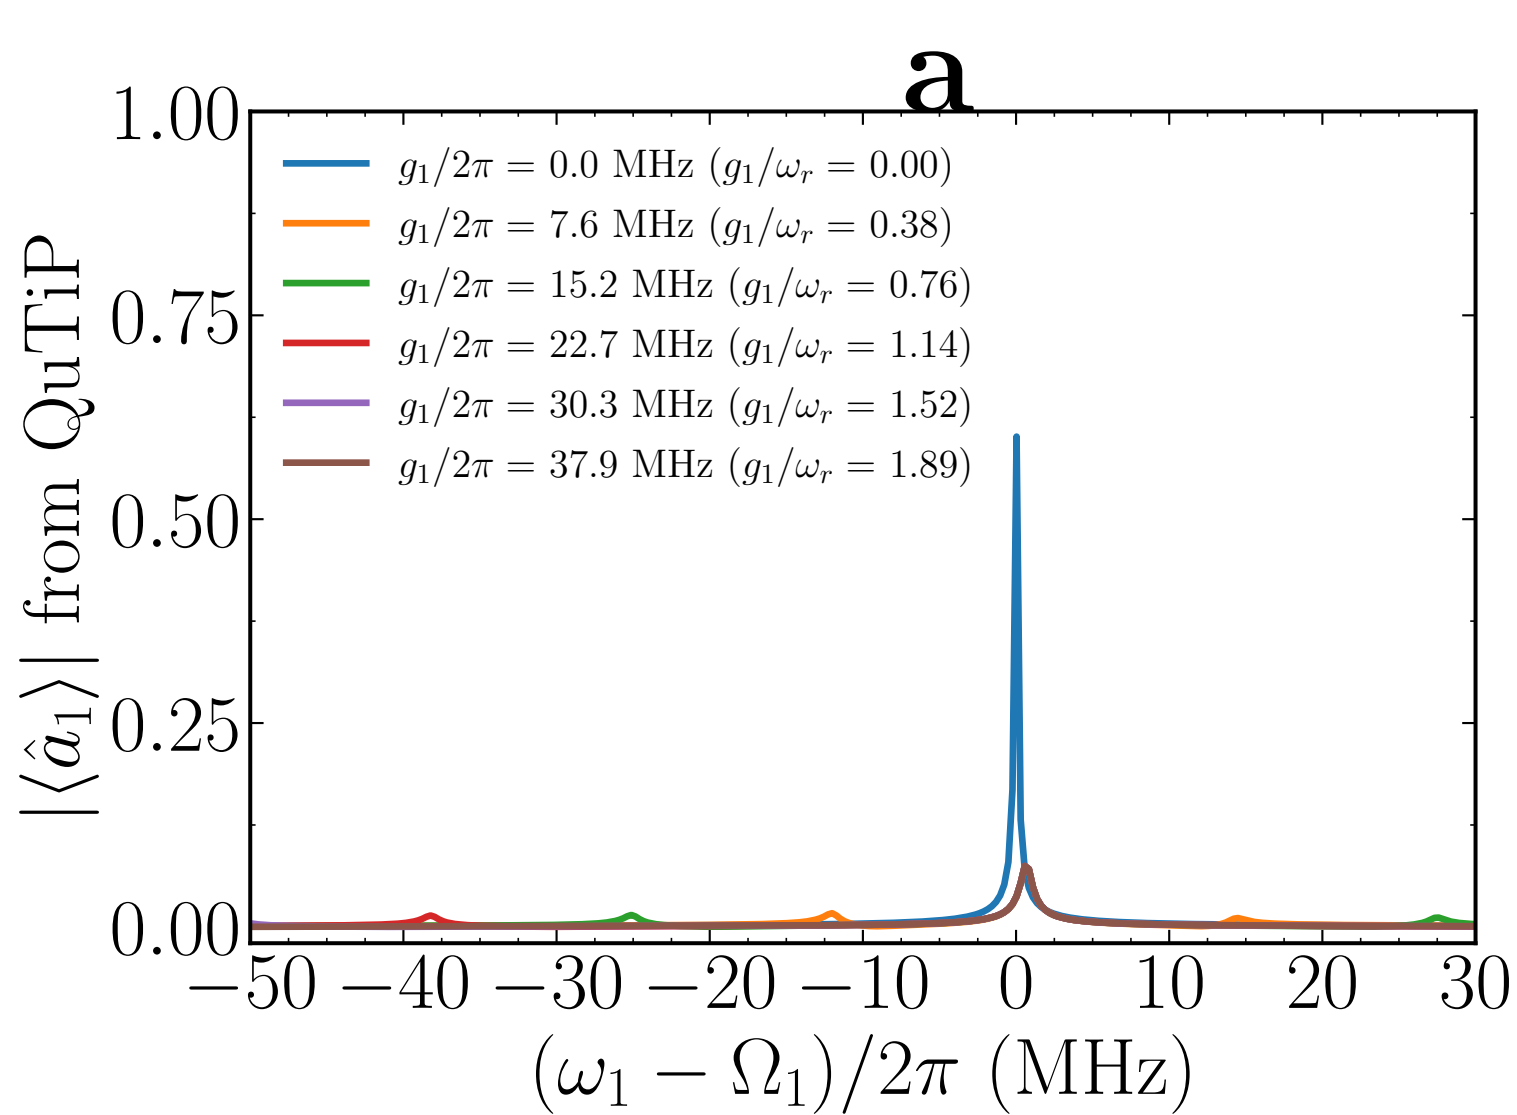 a
|⟨â₁⟩| from QuTiP
1.00
0.75
0.50
0.25
0.00
g₁/2π = 0.0 MHz (g₁/ωᵣ = 0.00)
g₁/2π = 7.6 MHz (g₁/ωᵣ = 0.38)
g₁/2π = 15.2 MHz (g₁/ωᵣ = 0.76)
g₁/2π = 22.7 MHz (g₁/ωᵣ = 1.14)
g₁/2π = 30.3 MHz (g₁/ωᵣ = 1.52)
g₁/2π = 37.9 MHz (g₁/ωᵣ = 1.89)
−50 −40 −30 −20 −10 0 10 20 30
(ω₁ − Ω₁)/2π (MHz)